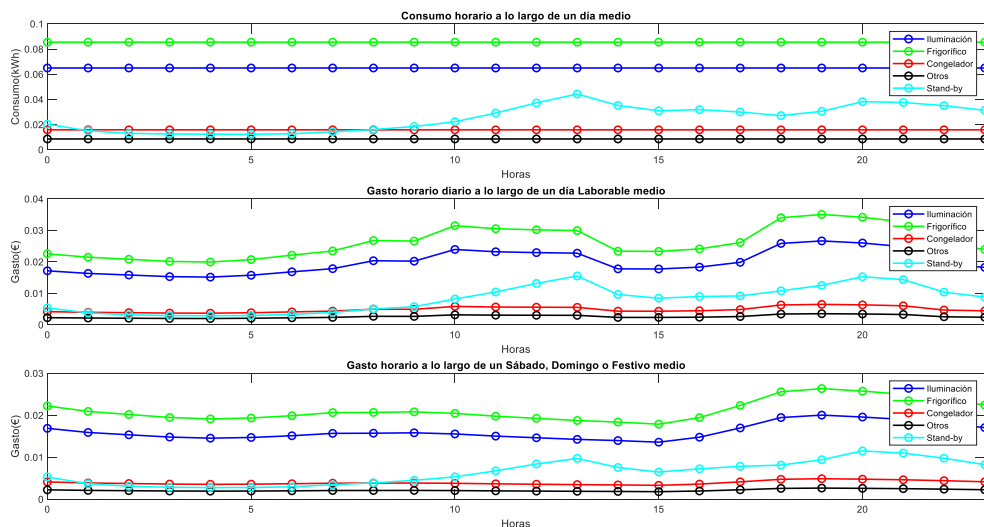 Consumo horario a lo largo de un día medio
Consumo(kWh)
0.1
0.08
0.06
0.04
0.02
0
0 5 10 15 20
Horas
Iluminación
Frigorífico
Congelador
Otros
Stand-by
Gasto horario diario a lo largo de un día Laborable medio
Gasto(€)
0.04
0.03
0.02
0.01
0
0 5 10 15 20
Horas
Iluminación
Frigorífico
Congelador
Otros
Stand-by
Gasto horario a lo largo de un Sábado, Domingo o Festivo medio
Gasto(€)
0.03
0.02
0.01
0
0 5 10 15 20
Horas
Iluminación
Frigorífico
Congelador
Otros
Stand-by